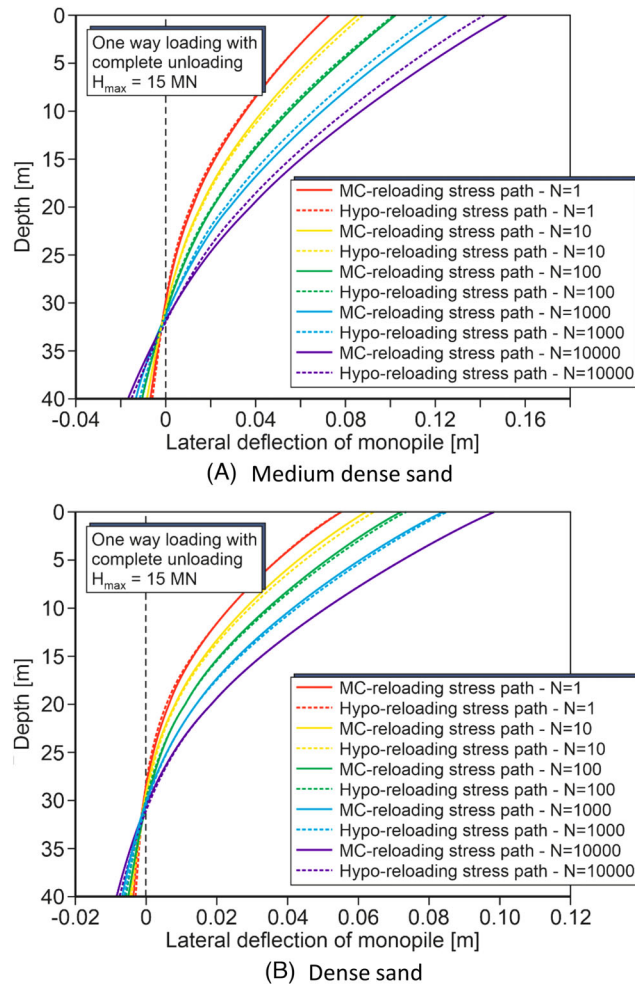 One way loading with
complete unloading
Hmax = 15 MN
0
5
10
15
20
25
30
35
40
Depth [m]
MC-reloading stress path - N=1
Hypo-reloading stress path - N=1
MC-reloading stress path - N=10
Hypo-reloading stress path - N=10
MC-reloading stress path - N=100
Hypo-reloading stress path - N=100
MC-reloading stress path - N=1000
Hypo-reloading stress path - N=1000
MC-reloading stress path - N=10000
Hypo-reloading stress path - N=10000
-0.04 0 0.04 0.08 0.12 0.16
Lateral deflection of monopile [m]
(A) Medium dense sand
One way loading with
complete unloading
Hmax = 15 MN
0
5
10
15
20
25
30
35
40
Depth [m]
MC-reloading stress path - N=1
Hypo-reloading stress path - N=1
MC-reloading stress path - N=10
Hypo-reloading stress path - N=10
MC-reloading stress path - N=100
Hypo-reloading stress path - N=100
MC-reloading stress path - N=1000
Hypo-reloading stress path - N=1000
MC-reloading stress path - N=10000
Hypo-reloading stress path - N=10000
-0.02 0 0.02 0.04 0.06 0.08 0.10 0.12
Lateral deflection of monopile [m]
(B) Dense sand